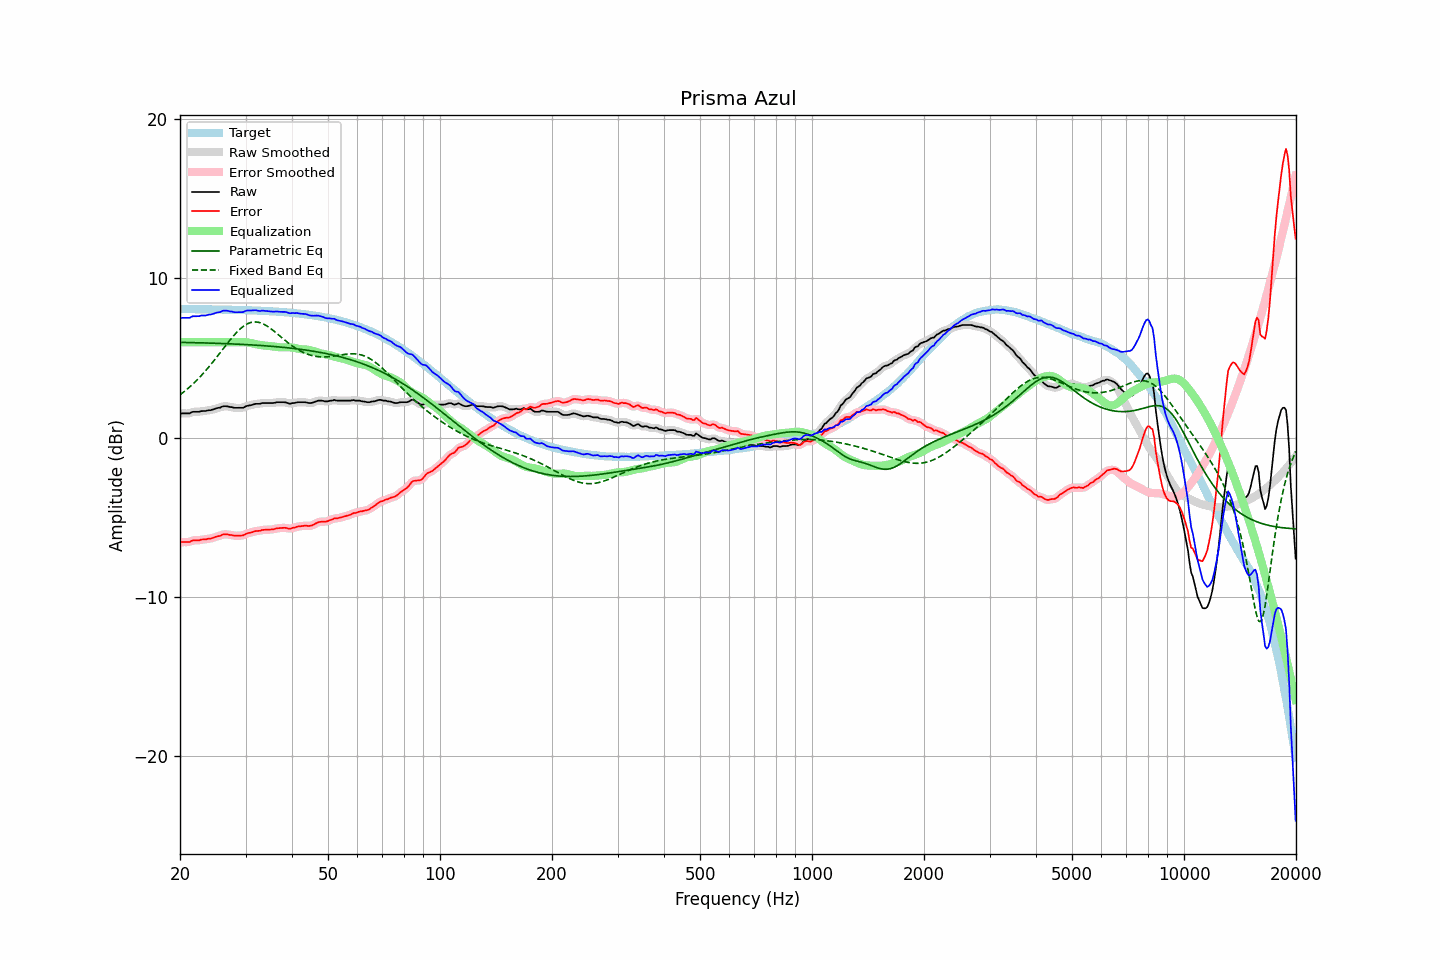 Prisma Azul
Target
Raw Smoothed
Error Smoothed
Raw
Error
Equalization
Parametric Eq
Fixed Band Eq
Equalized
20
10
0
−10
−20
Amplitude (dBr)
20 50 100 200 500 1000 2000 5000 10000 20000
Frequency (Hz)